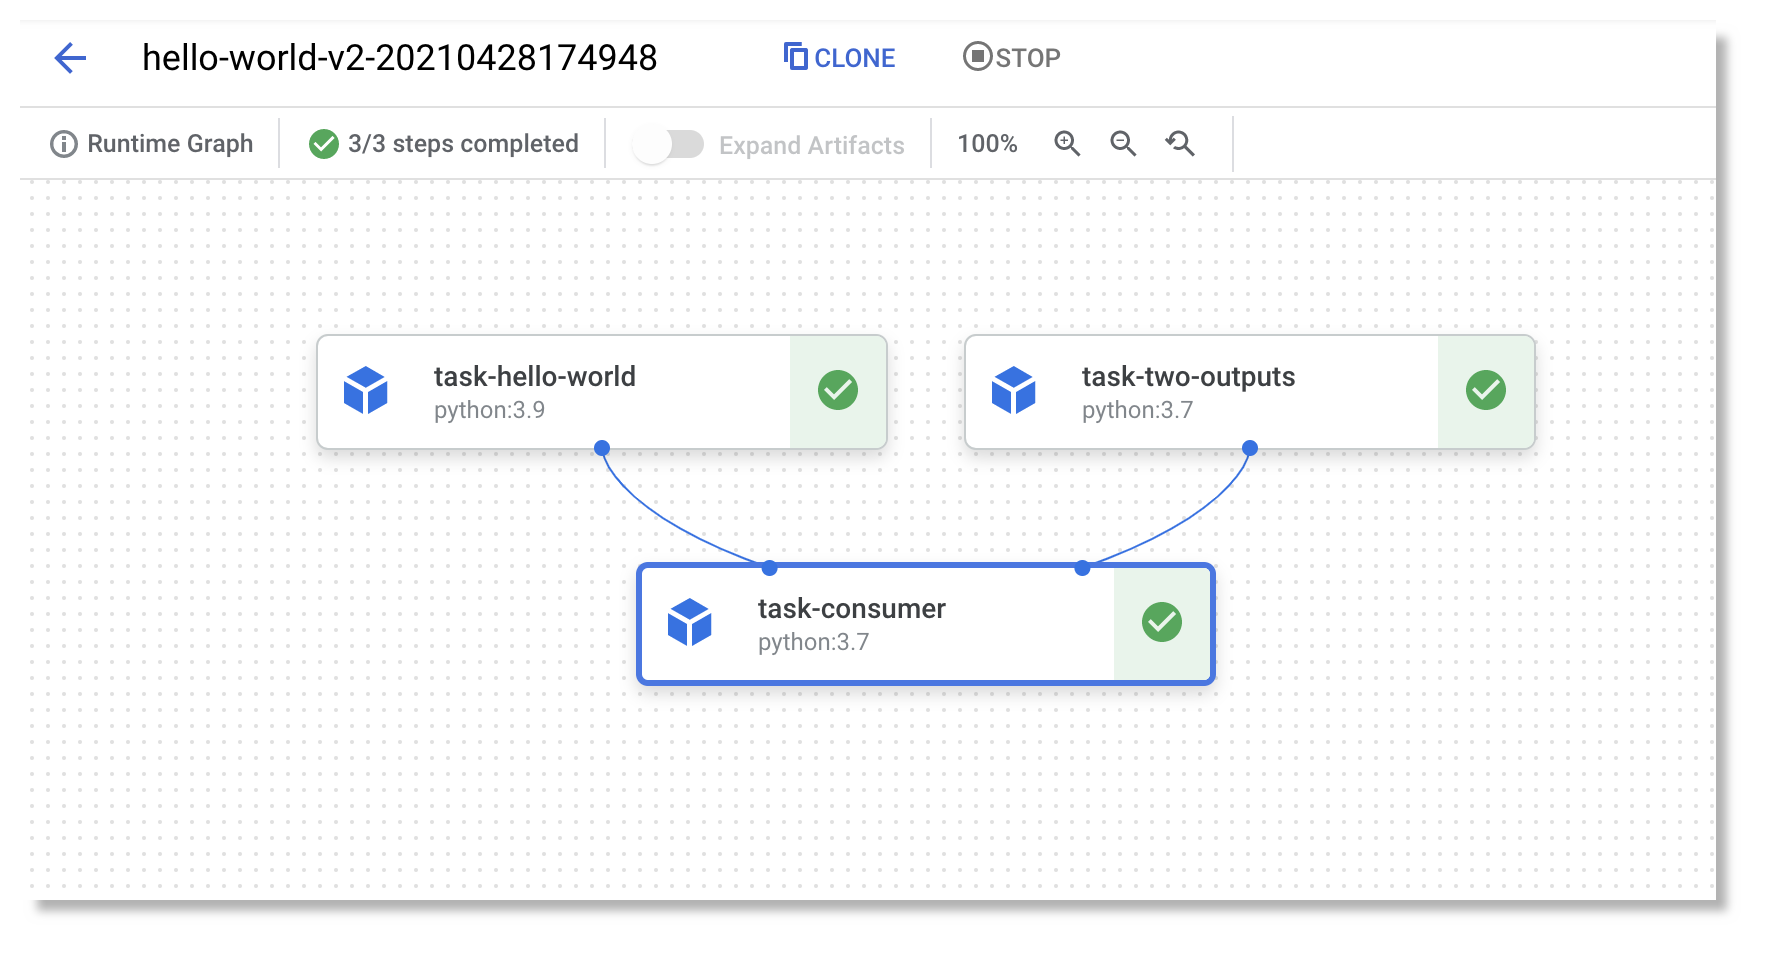 hello-world-v2-20210428174948 CLONE STOP
Runtime Graph 3/3 steps completed Expand Artifacts 100%
task-hello-world
python:3.9
task-two-outputs
python:3.7
task-consumer
python:3.7